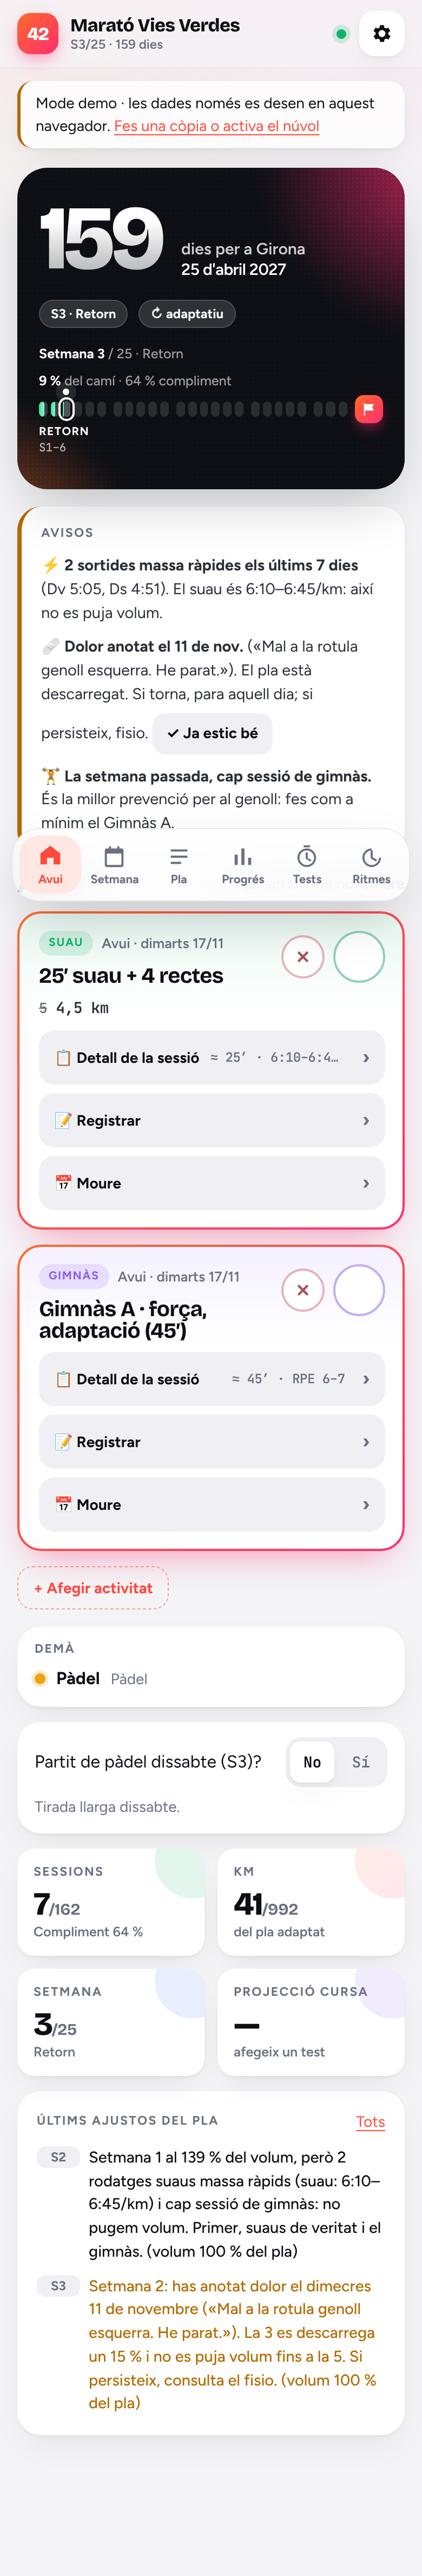 42
Marató Vies Verdes
S3/25 · 159 dies
Mode demo · les dades només es desen en aquest
navegador. Fes una còpia o activa el núvol
159
dies per a Girona
25 d'abril 2027
S3 · Retorn
↻ adaptatiu
Setmana 3 / 25 · Retorn
9 % del camí · 64 % compliment
RETORN
S1–6
AVISOS
⚡ 2 sortides massa ràpides els últims 7 dies
(Dv 5:05, Ds 4:51). El suau és 6:10–6:45/km: així
no es puja volum.
🩹 Dolor anotat el 11 de nov. («Mal a la rotula
genoll esquerra. He parat.»). El pla està
descarregat. Si torna, para aquell dia; si
persisteix, fisio. ✓ Ja estic bé
🏋️ La setmana passada, cap sessió de gimnàs.
És la millor prevenció per al genoll: fes com a
mínim el Gimnàs A.
Avui
Setmana
Pla
Progrés
Tests
Ritmes
SUAU
Avui · dimarts 17/11
✕
25′ suau + 4 rectes
5 4,5 km
📋 Detall de la sessió ≈ 25′ · 6:10–6:4… ›
📝 Registrar ›
📅 Moure ›
GIMNÀS
Avui · dimarts 17/11
✕
Gimnàs A · força,
adaptació (45′)
📋 Detall de la sessió ≈ 45′ · RPE 6–7 ›
📝 Registrar ›
📅 Moure ›
+ Afegir activitat
DEMÀ
Pàdel Pàdel
Partit de pàdel dissabte (S3)?
No
Sí
Tirada llarga dissabte.
SESSIONS
7/162
Compliment 64 %
KM
41/992
del pla adaptat
SETMANA
3/25
Retorn
PROJECCIÓ CURSA
—
afegeix un test
ÚLTIMS AJUSTOS DEL PLA
Tots
S2
Setmana 1 al 139 % del volum, però 2
rodatges suaus massa ràpids (suau: 6:10–
6:45/km) i cap sessió de gimnàs: no
pugem volum. Primer, suaus de veritat i el
gimnàs. (volum 100 % del pla)
S3
Setmana 2: has anotat dolor el dimecres
11 de novembre («Mal a la rotula genoll
esquerra. He parat.»). La 3 es descarrega
un 15 % i no es puja volum fins a la 5. Si
persisteix, consulta el fisio. (volum 100 %
del pla)